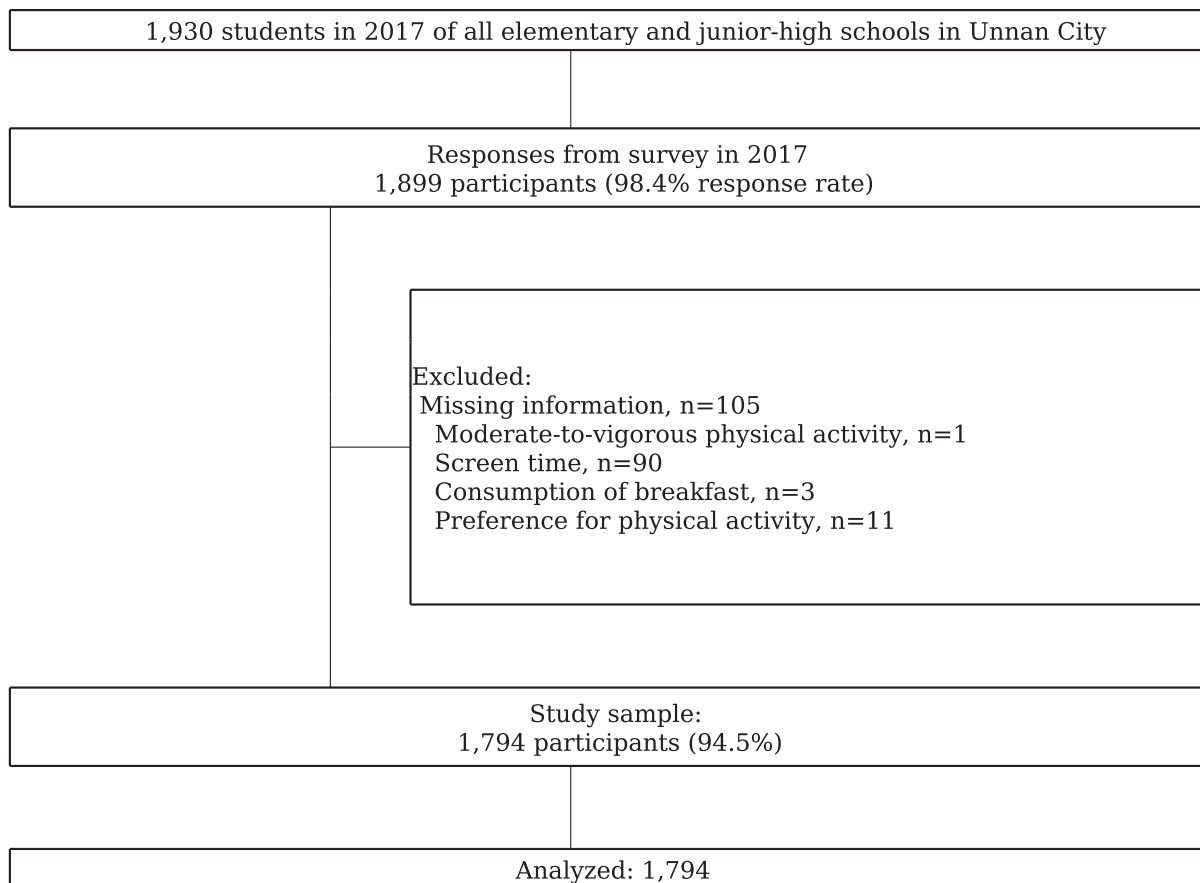 1,930 students in 2017 of all elementary and junior-high schools in Unnan City
Responses from survey in 2017
1,899 participants (98.4% response rate)
Excluded:
Missing information, n=105
Moderate-to-vigorous physical activity, n=1
Screen time, n=90
Consumption of breakfast, n=3
Preference for physical activity, n=11
Study sample:
1,794 participants (94.5%)
Analyzed: 1,794